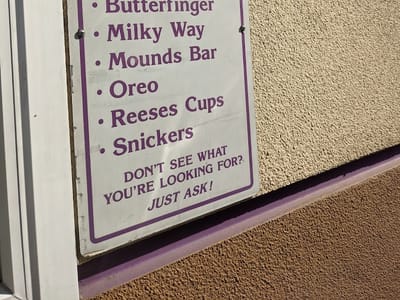 • Butterfinger
• Milky Way
• Mounds Bar
• Oreo
• Reeses Cups
• Snickers
DON'T SEE WHAT
YOU'RE LOOKING FOR?
JUST ASK!